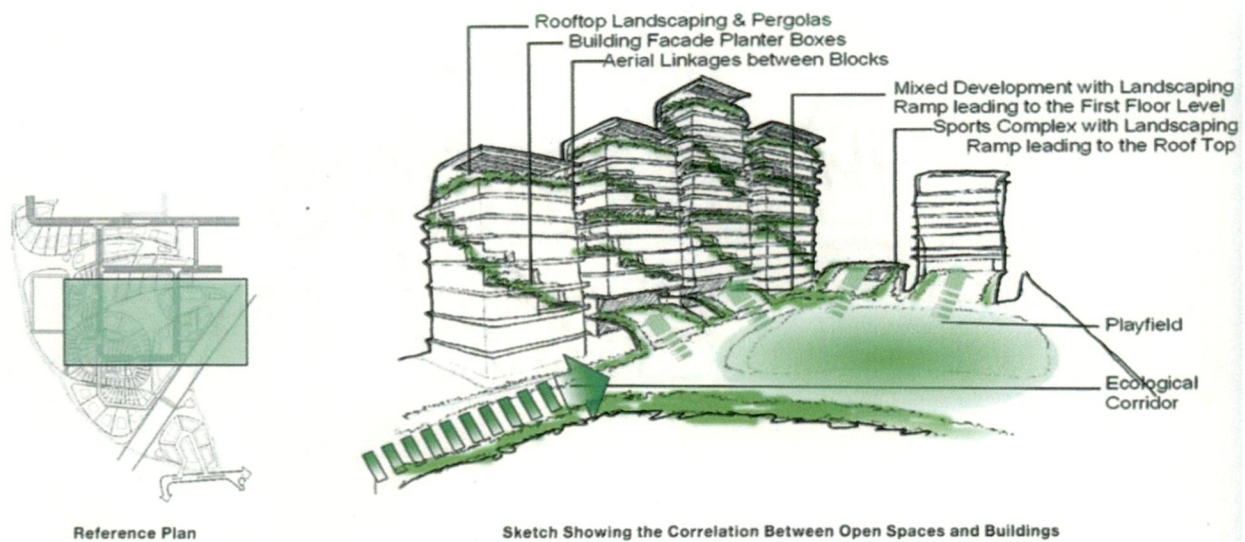 Rooftop Landscaping & Pergolas
Building Facade Planter Boxes
Aerial Linkages between Blocks
Mixed Development with Landscaping
Ramp leading to the First Floor Level
Sports Complex with Landscaping
Ramp leading to the Roof Top
Playfield
Ecological
Corridor
Reference Plan
Sketch Showing the Correlation Between Open Spaces and Buildings